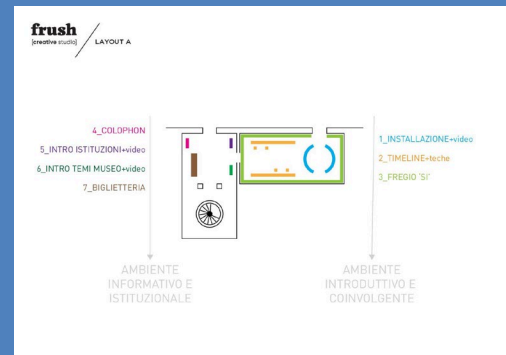 frush
[creative studio]
LAYOUT A
4_COLOPHON
5_INTRO ISTITUZIONI+video
6_INTRO TEMI MUSEO+video
7_BIGLIETTERIA
1_INSTALLAZIONE+video
2_TIMELINE+teche
3_FREGIO 'SI'
AMBIENTE
INFORMATIVO E
ISTITUZIONALE
AMBIENTE
INTRODUTTIVO E
COINVOLGENTE